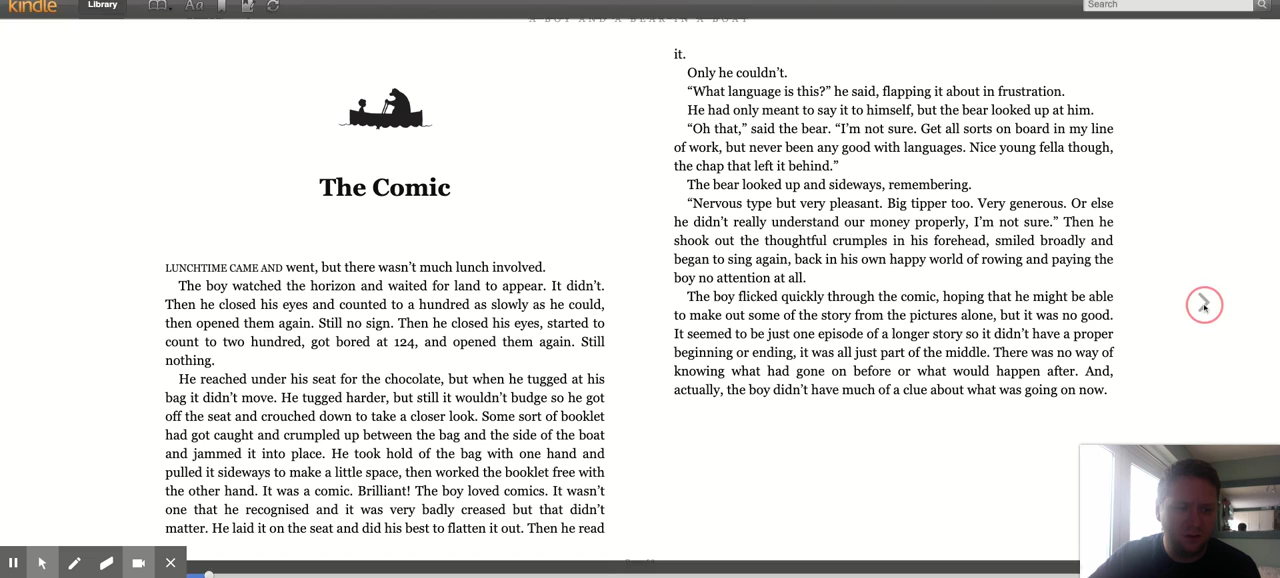 kindle
Library
Aa
Search
A BOY AND A BEAR IN A BOAT
The Comic
LUNCHTIME CAME AND went, but there wasn't much lunch involved.
The boy watched the horizon and waited for land to appear. It didn't.
Then he closed his eyes and counted to a hundred as slowly as he could,
then opened them again. Still no sign. Then he closed his eyes, started to
count to two hundred, got bored at 124, and opened them again. Still
nothing.
He reached under his seat for the chocolate, but when he tugged at his
bag it didn't move. He tugged harder, but still it wouldn't budge so he got
off the seat and crouched down to take a closer look. Some sort of booklet
had got caught and crumpled up between the bag and the side of the boat
and jammed it into place. He took hold of the bag with one hand and
pulled it sideways to make a little space, then worked the booklet free with
the other hand. It was a comic. Brilliant! The boy loved comics. It wasn't
one that he recognised and it was very badly creased but that didn't
matter. He laid it on the seat and did his best to flatten it out. Then he read
it.
Only he couldn't.
“What language is this?” he said, flapping it about in frustration.
He had only meant to say it to himself, but the bear looked up at him.
“Oh that,” said the bear. “I'm not sure. Get all sorts on board in my line
of work, but never been any good with languages. Nice young fella though,
the chap that left it behind.”
The bear looked up and sideways, remembering.
“Nervous type but very pleasant. Big tipper too. Very generous. Or else
he didn't really understand our money properly, I'm not sure.” Then he
shook out the thoughtful crumples in his forehead, smiled broadly and
began to sing again, back in his own happy world of rowing and paying the
boy no attention at all.
The boy flicked quickly through the comic, hoping that he might be able
to make out some of the story from the pictures alone, but it was no good.
It seemed to be just one episode of a longer story so it didn't have a proper
beginning or ending, it was all just part of the middle. There was no way of
knowing what had gone on before or what would happen after. And,
actually, the boy didn't have much of a clue about what was going on now.